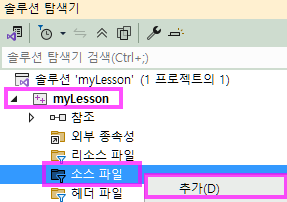 솔루션 탐색기
솔루션 탐색기 검색(Ctrl+;)
솔루션 'myLesson' (1 프로젝트의 1)
myLesson
참조
외부 종속성
리소스 파일
소스 파일
추가(D)
헤더 파일